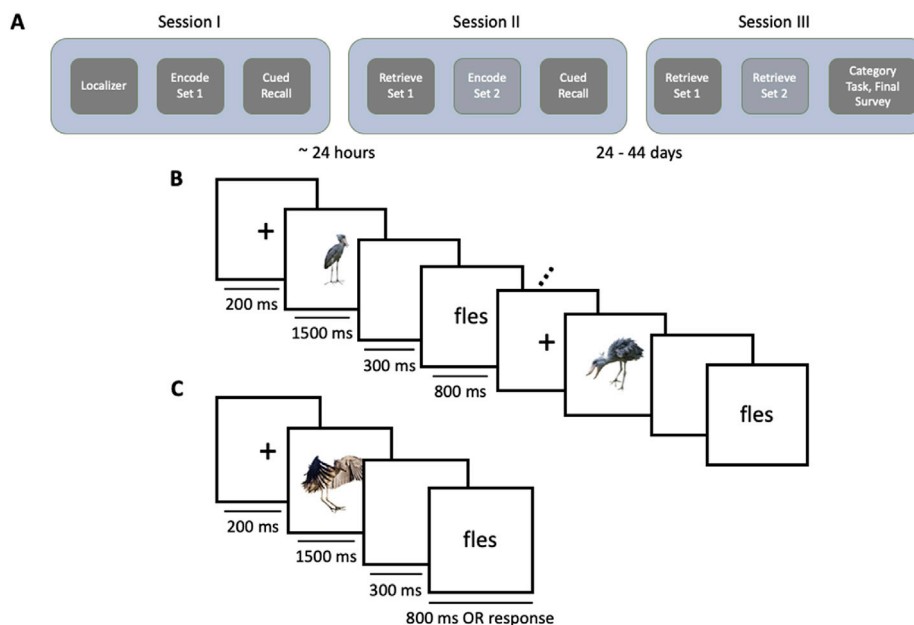 A
Session I
Session II
Session III
Localizer
Encode
Set 1
Cued
Recall
Retrieve
Set 1
Encode
Set 2
Cued
Recall
Retrieve
Set 1
Retrieve
Set 2
Category
Task, Final
Survey
~ 24 hours
24 - 44 days
B
+
200 ms
1500 ms
300 ms
fles
800 ms
+
fles
C
+
200 ms
1500 ms
300 ms
fles
800 ms OR response